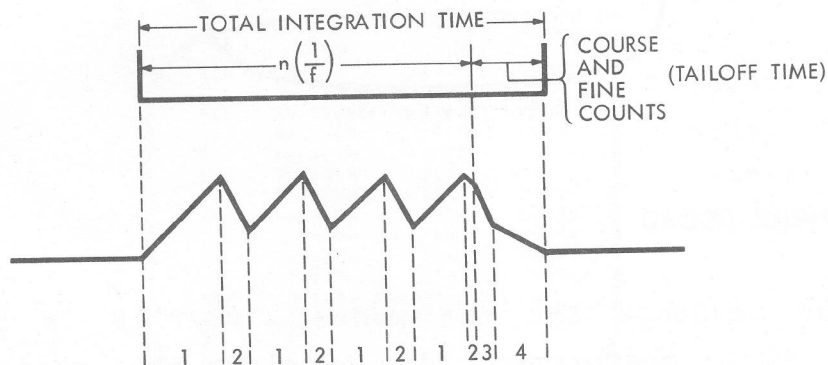 TOTAL INTEGRATION TIME
n(1/f)
COURSE
AND
FINE
COUNTS
(TAILOFF TIME)
1 2 1 2 1 2 1 2 3 4